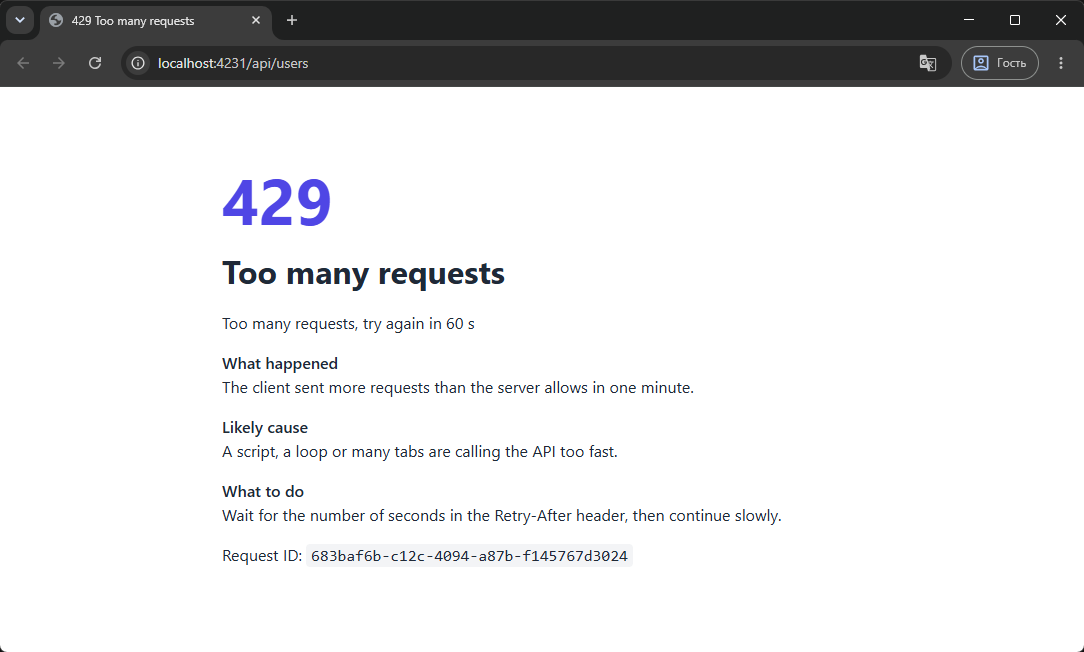 429 Too many requests
localhost:4231/api/users
Гость
429
Too many requests
Too many requests, try again in 60 s
What happened
The client sent more requests than the server allows in one minute.
Likely cause
A script, a loop or many tabs are calling the API too fast.
What to do
Wait for the number of seconds in the Retry-After header, then continue slowly.
Request ID: 683baf6b-c12c-4094-a87b-f145767d3024